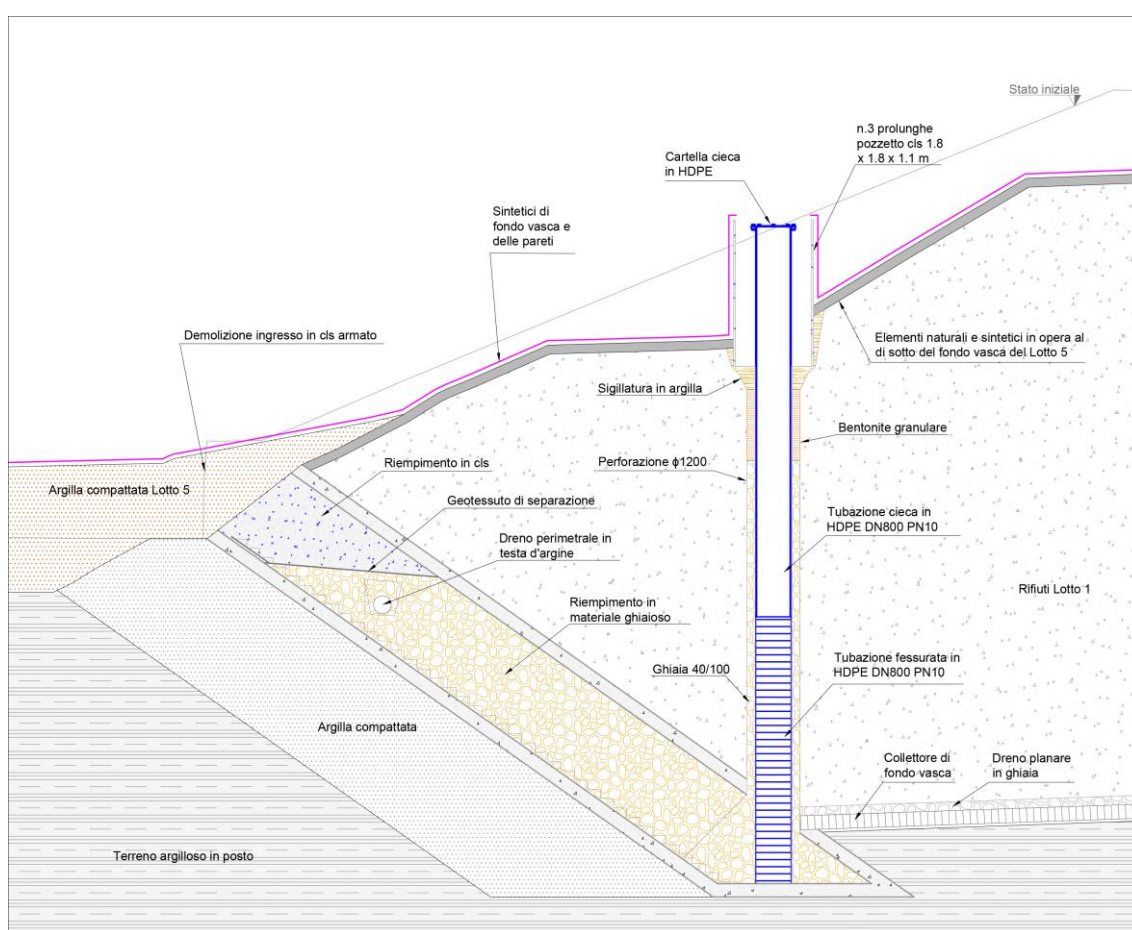 Stato iniziale
n.3 prolunghe
pozzetto cls 1.8
x 1.8 x 1.1 m
Cartella cieca
in HDPE
Sintetici di
fondo vasca e
delle pareti
Demolizione ingresso in cls armato
Elementi naturali e sintetici in opera al
di sotto del fondo vasca del Lotto 5
Sigillatura in argilla
Bentonite granulare
Riempimento in cls
Perforazione ϕ1200
Argilla compattata Lotto 5
Geotessuto di separazione
Tubazione cieca in
HDPE DN800 PN10
Dreno perimetrale in
testa d'argine
Rifiuti Lotto 1
Riempimento in
materiale ghiaioso
Tubazione fessurata in
HDPE DN800 PN10
Ghiaia 40/100
Argilla compattata
Collettore di
fondo vasca
Dreno planare
in ghiaia
Terreno argilloso in posto